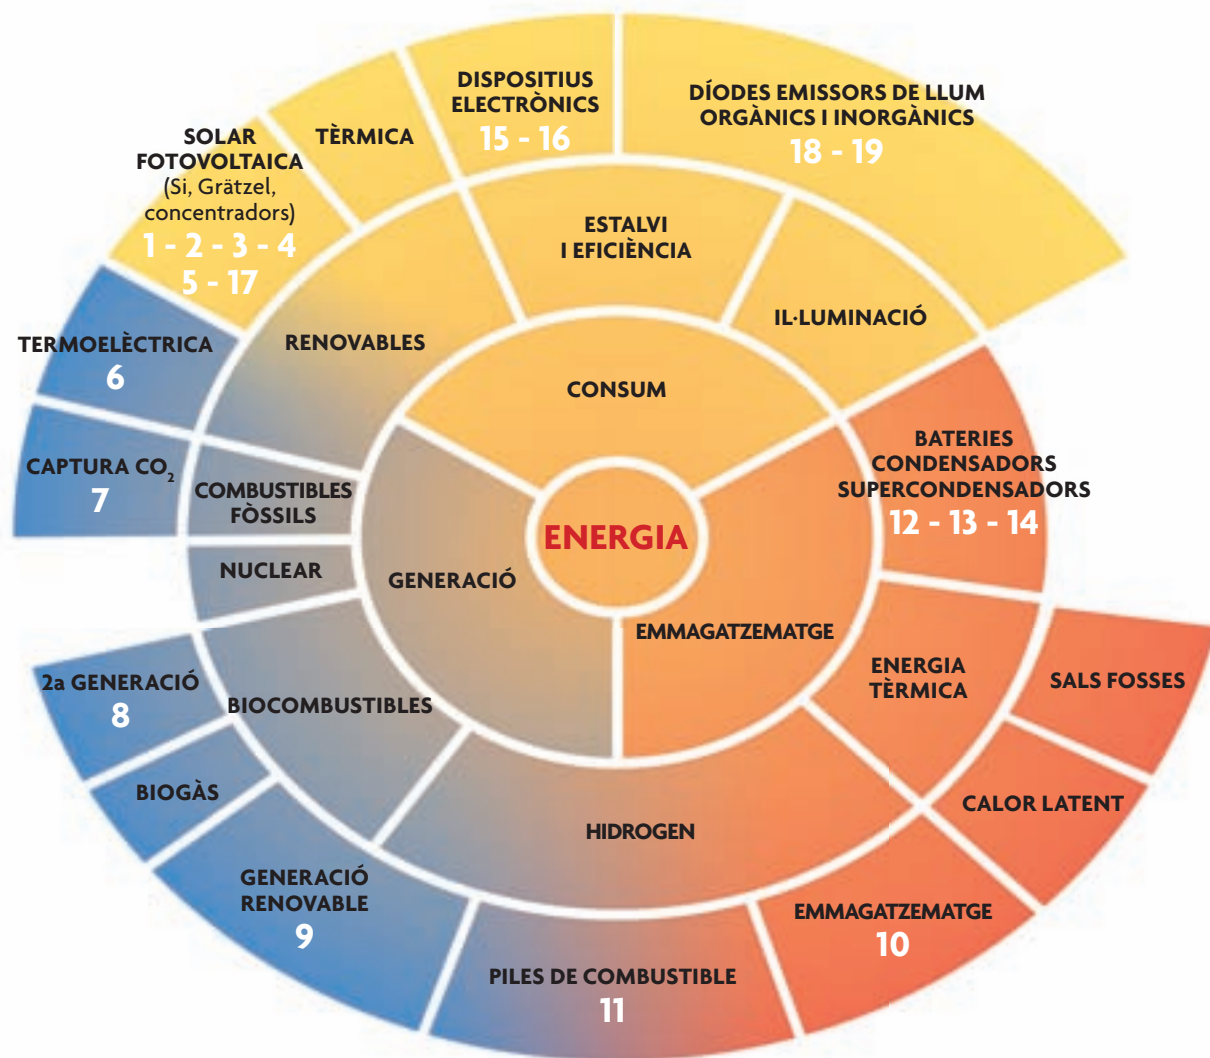 DISPOSITIUS
ELECTRÒNICS
15 - 16
DÍODES EMISSORS DE LLUM
ORGÀNICS I INORGÀNICS
18 - 19
SOLAR
FOTOVOLTAICA
(Si, Grätzel,
concentradors)
1 - 2 - 3 - 4
5 - 17
TÈRMICA
ESTALVI
I EFICIÈNCIA
IL·LUMINACIÓ
TERMOELÈCTRICA
6
RENOVABLES
CONSUM
CAPTURA CO₂
7
COMBUSTIBLES
FÒSSILS
BATERIES
CONDENSADORS
SUPERCONDENSADORS
12 - 13 - 14
ENERGIA
NUCLEAR
GENERACIÓ
EMMAGATZEMATGE
ENERGIA
TÈRMICA
SALS FOSSES
2a GENERACIÓ
8
BIOCOMBUSTIBLES
BIOGÀS
CALOR LATENT
HIDROGEN
GENERACIÓ
RENOVABLE
9
EMMAGATZEMATGE
10
PILES DE COMBUSTIBLE
11